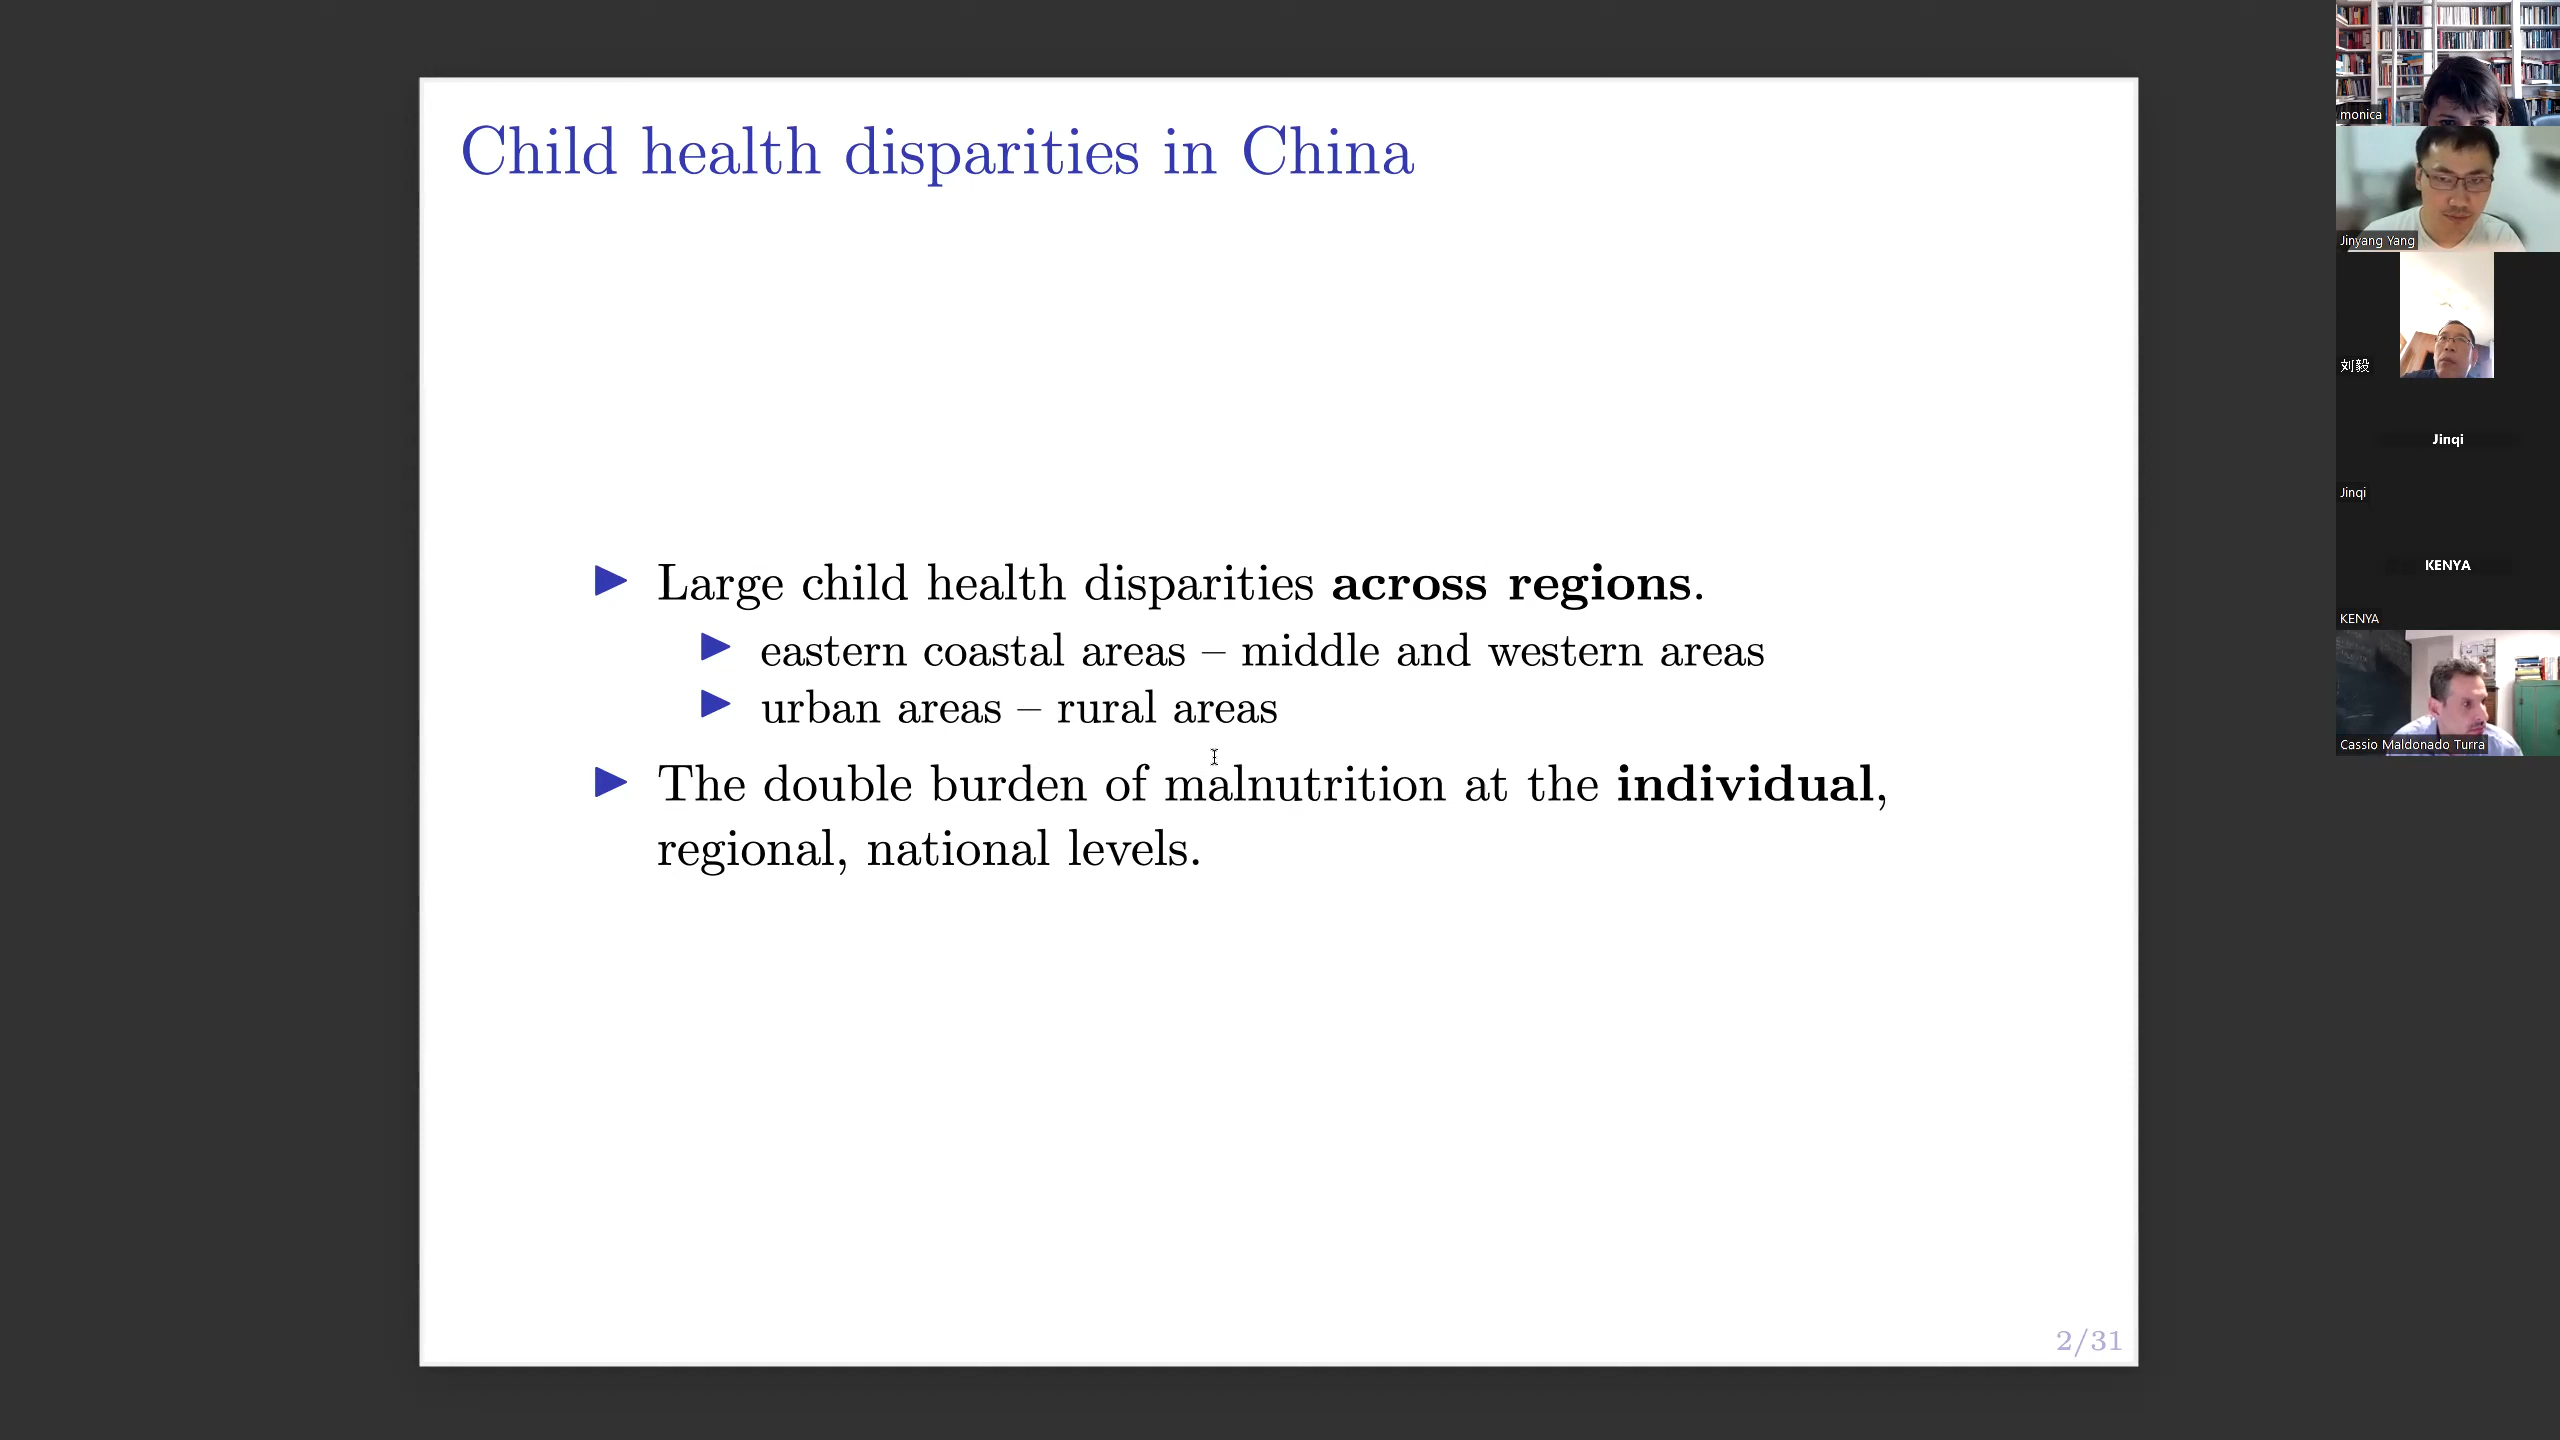 Child health disparities in China
▶ Large child health disparities across regions.
▶ eastern coastal areas – middle and western areas
▶ urban areas – rural areas
▶ The double burden of malnutrition at the individual,
regional, national levels.
2/31
monica
Jinyang Yang
刘毅
Jinqi
Jinqi
KENYA
KENYA
Cassio Maldonado Turra